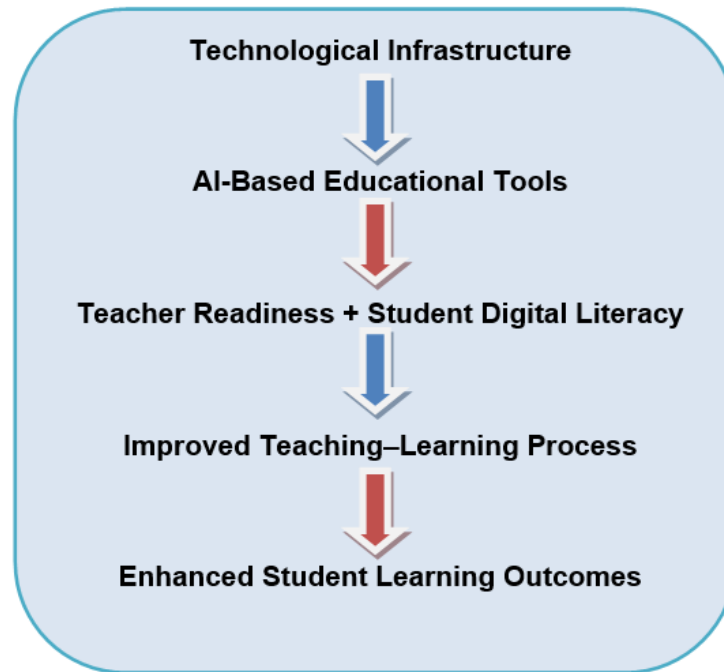 Technological Infrastructure
AI-Based Educational Tools
Teacher Readiness + Student Digital Literacy
Improved Teaching–Learning Process
Enhanced Student Learning Outcomes